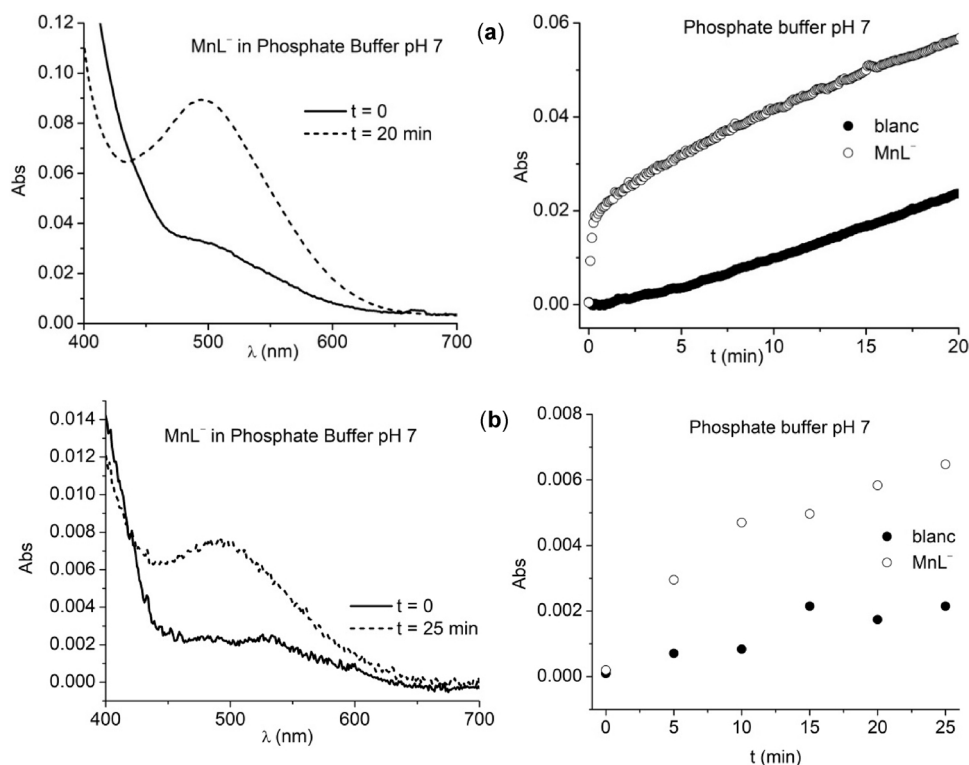 MnL⁻ in Phosphate Buffer pH 7
t = 0
t = 20 min
0.12
0.10
0.08
0.06
0.04
0.02
0.00
Abs
400
500
600
700
λ (nm)
(a)
Phosphate buffer pH 7
blanc
MnL⁻
0.06
0.04
0.02
0.00
Abs
0
5
10
15
20
t (min)
MnL⁻ in Phosphate Buffer pH 7
t = 0
t = 25 min
0.014
0.012
0.010
0.008
0.006
0.004
0.002
0.000
Abs
400
500
600
700
λ (nm)
(b)
Phosphate buffer pH 7
blanc
MnL⁻
0.008
0.006
0.004
0.002
0.000
Abs
0
5
10
15
20
25
t (min)